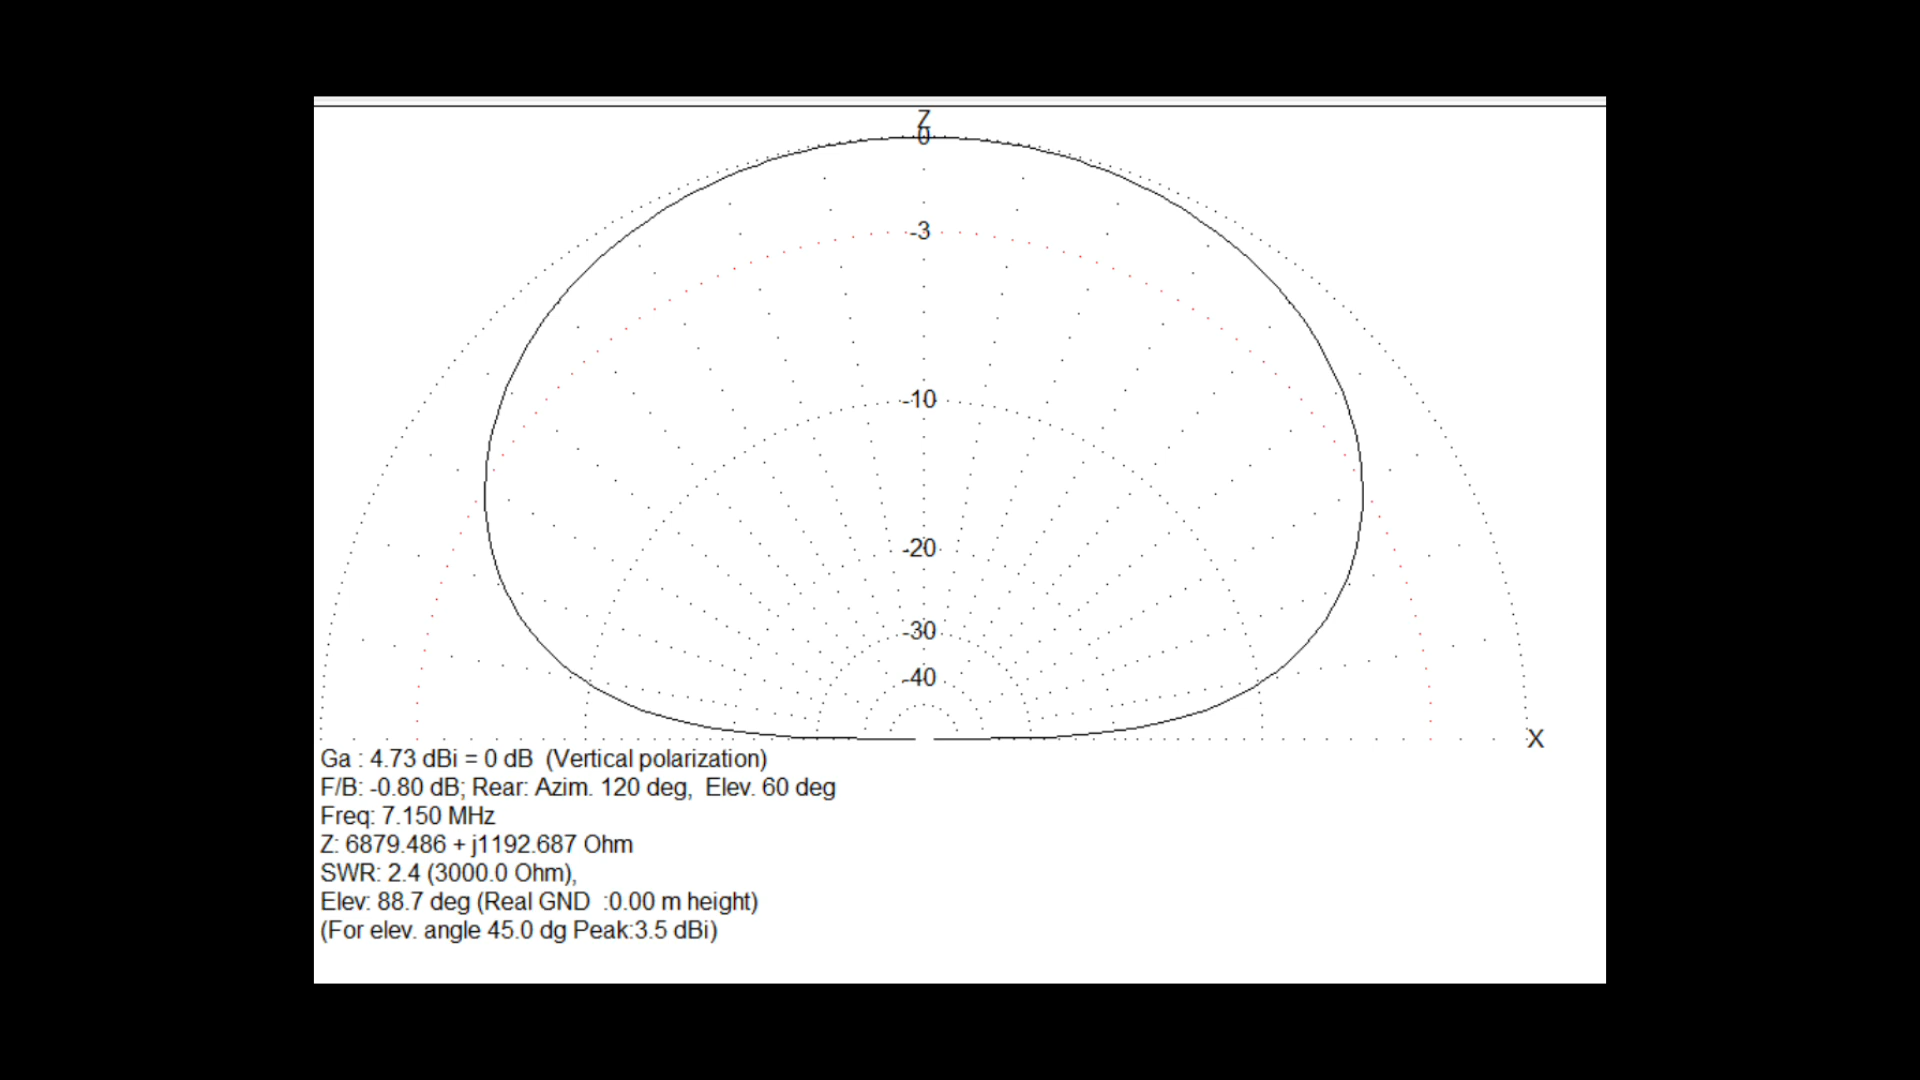 Z
0
-3
-10
-20
-30
-40
X
Ga : 4.73 dBi = 0 dB (Vertical polarization)
F/B: -0.80 dB; Rear: Azim. 120 deg, Elev. 60 deg
Freq: 7.150 MHz
Z: 6879.486 + j1192.687 Ohm
SWR: 2.4 (3000.0 Ohm),
Elev: 88.7 deg (Real GND :0.00 m height)
(For elev. angle 45.0 dg Peak:3.5 dBi)